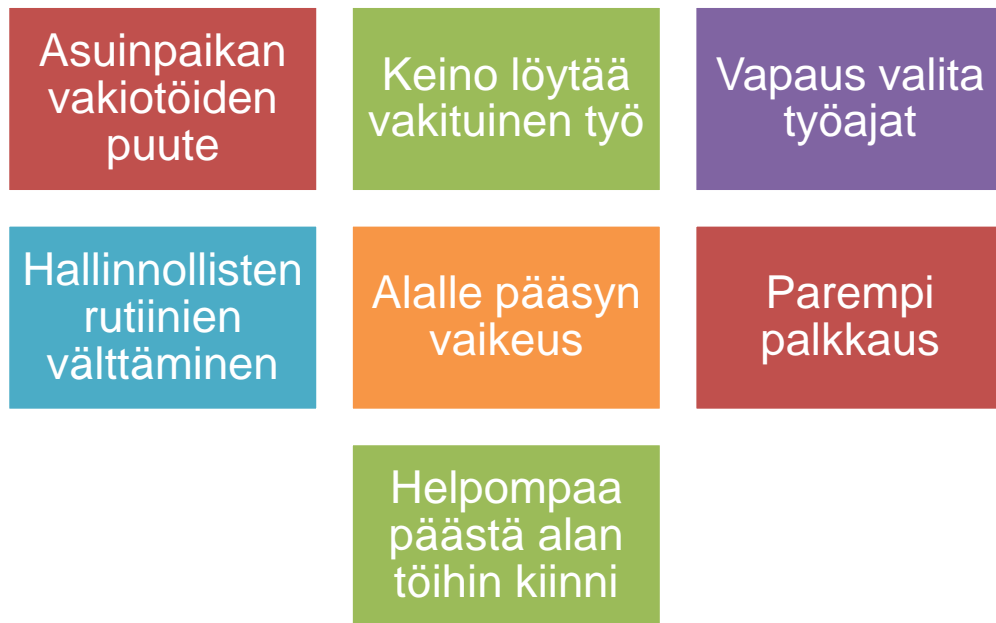 Asuinpaikan
vakiotöiden
puute
Keino löytää
vakituinen työ
Vapaus valita
työajat
Hallinnollisten
rutiinien
välttäminen
Alalle pääsyn
vaikeus
Parempi
palkkaus
Helpompaa
päästä alan
töihin kiinni